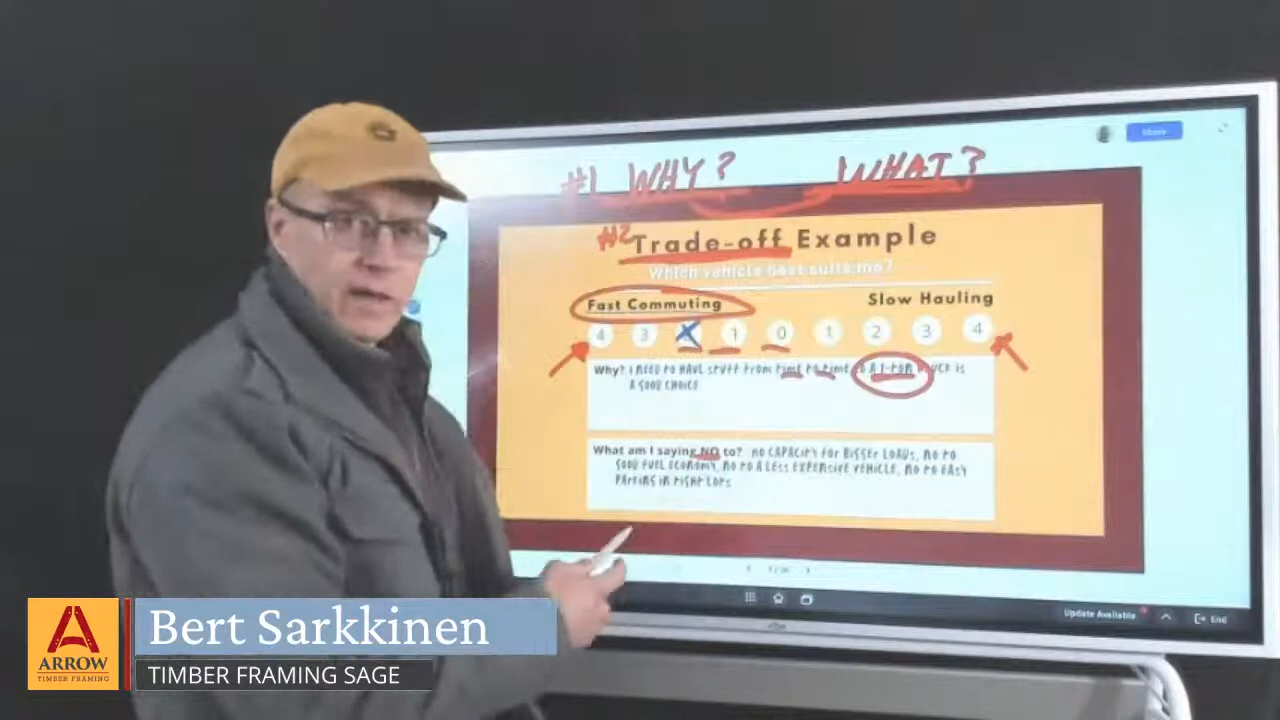 Share
#1 WHY? WHAT?
#2 Trade-off Example
Which vehicle best suits me?
Fast Commuting Slow Hauling
4 3 1 0 1 2 3 4
Why? I NEED TO HAUL STUFF FROM TIME TO TIME SO A 1-TON TRUCK IS
A GOOD CHOICE
What am I saying NO to? NO CAPACITY FOR BIGGER LOADS, NO TO
GOOD FUEL ECONOMY, NO TO A LESS EXPENSIVE VEHICLE, NO TO EASY
PARKING IN TIGHT LOTS
Update Available
End
Bert Sarkkinen
TIMBER FRAMING SAGE
ARROW
TIMBER FRAMING